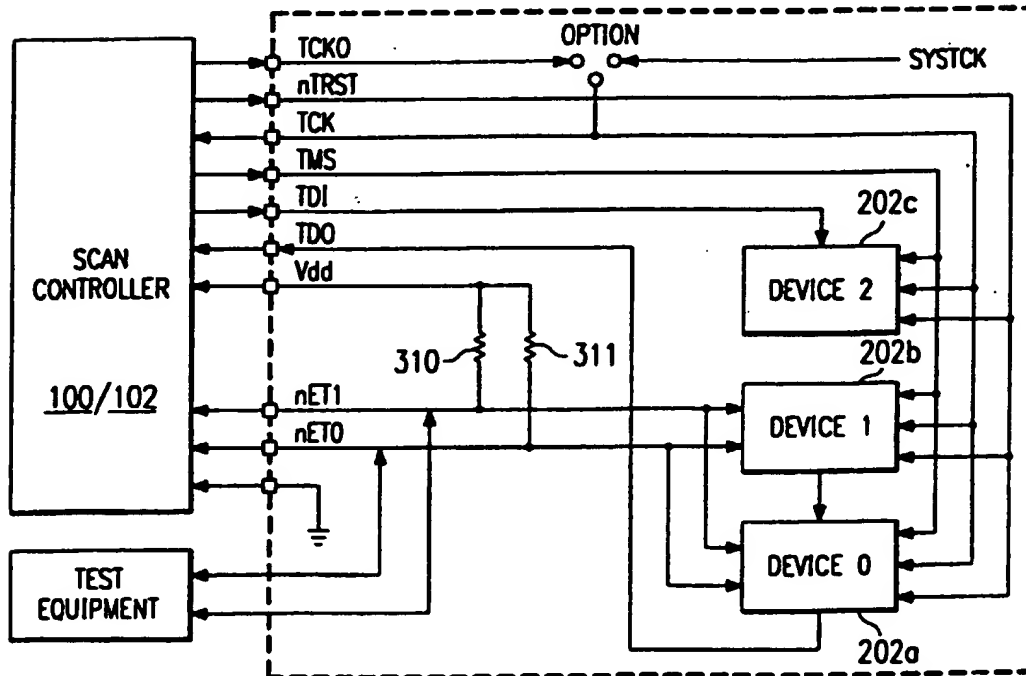 TCKO
OPTION
SYSTCK
nTRST
TCK
TMS
TDI
202c
TDO
SCAN
CONTROLLER
Vdd
DEVICE 2
310
311
202b
100/102
nET1
DEVICE 1
nET0
DEVICE 0
TEST
EQUIPMENT
202a